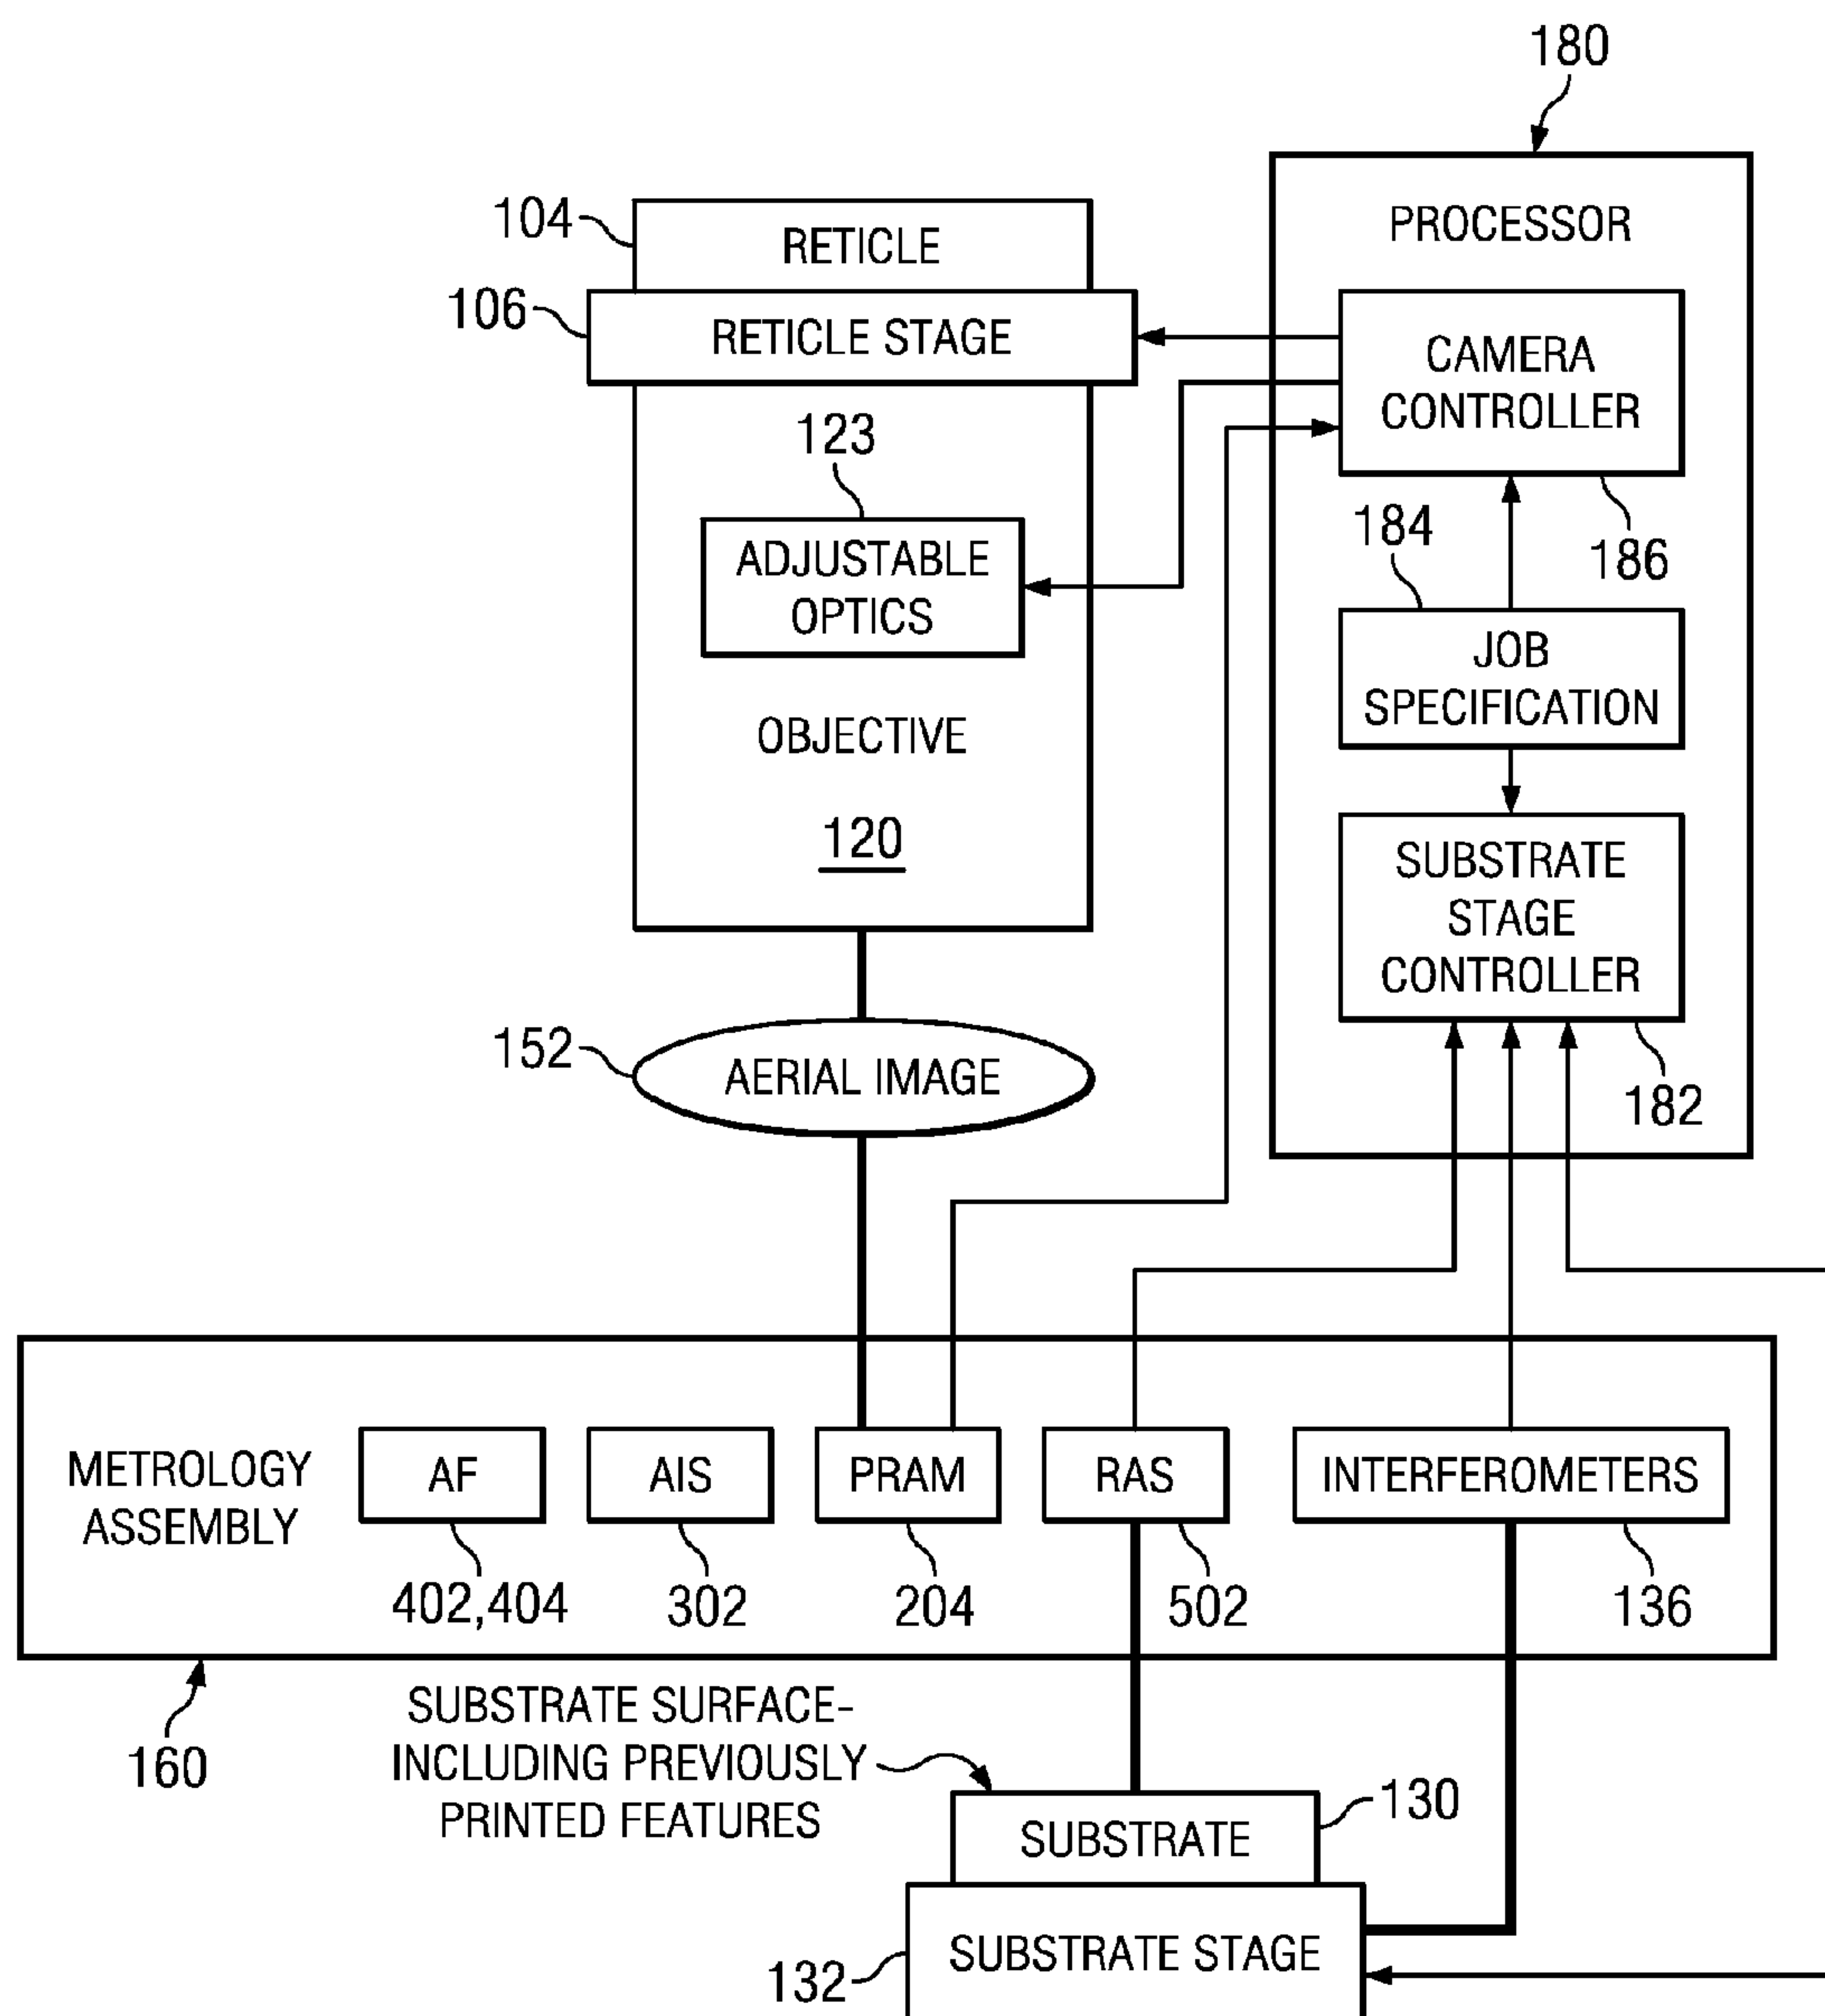 180
PROCESSOR
104
RETICLE
106
RETICLE STAGE
CAMERA
CONTROLLER
123
184
186
ADJUSTABLE
OPTICS
JOB
SPECIFICATION
OBJECTIVE
120
SUBSTRATE
STAGE
CONTROLLER
152
AERIAL IMAGE
182
METROLOGY
ASSEMBLY
AF
AIS
PRAM
RAS
INTERFEROMETERS
402,404
302
204
502
136
160
SUBSTRATE SURFACE-
INCLUDING PREVIOUSLY
PRINTED FEATURES
130
SUBSTRATE
132
SUBSTRATE STAGE